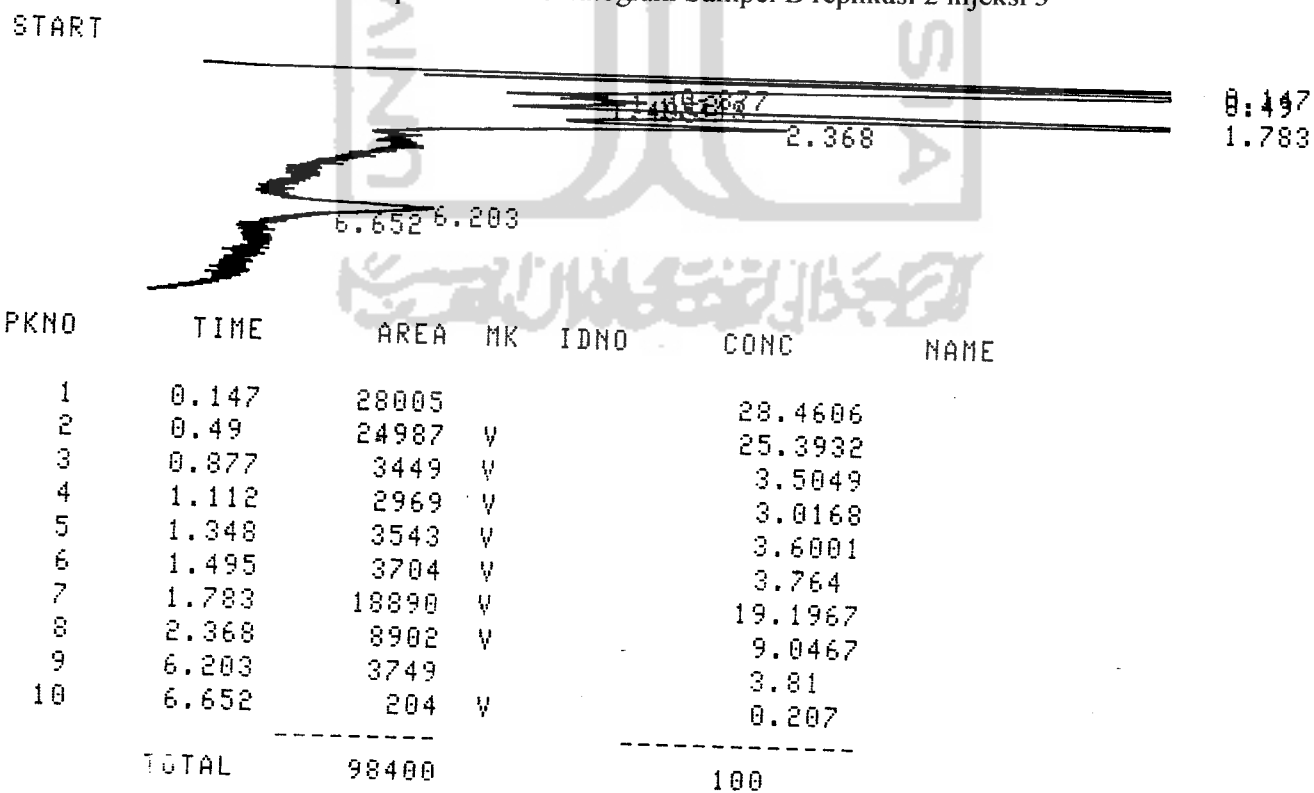 START
0.147
0.49
1.783
2.368
6.652 6.203
PKNO TIME AREA MK IDNO CONC NAME
1 0.147 28005 28.4606
2 0.49 24987 V 25.3932
3 0.877 3449 V 3.5049
4 1.112 2969 V 3.0168
5 1.348 3543 V 3.6001
6 1.495 3704 V 3.764
7 1.783 18890 V 19.1967
8 2.368 8902 V 9.0467
9 6.203 3749 3.81
10 6.652 204 V 0.207
TOTAL 98400 100